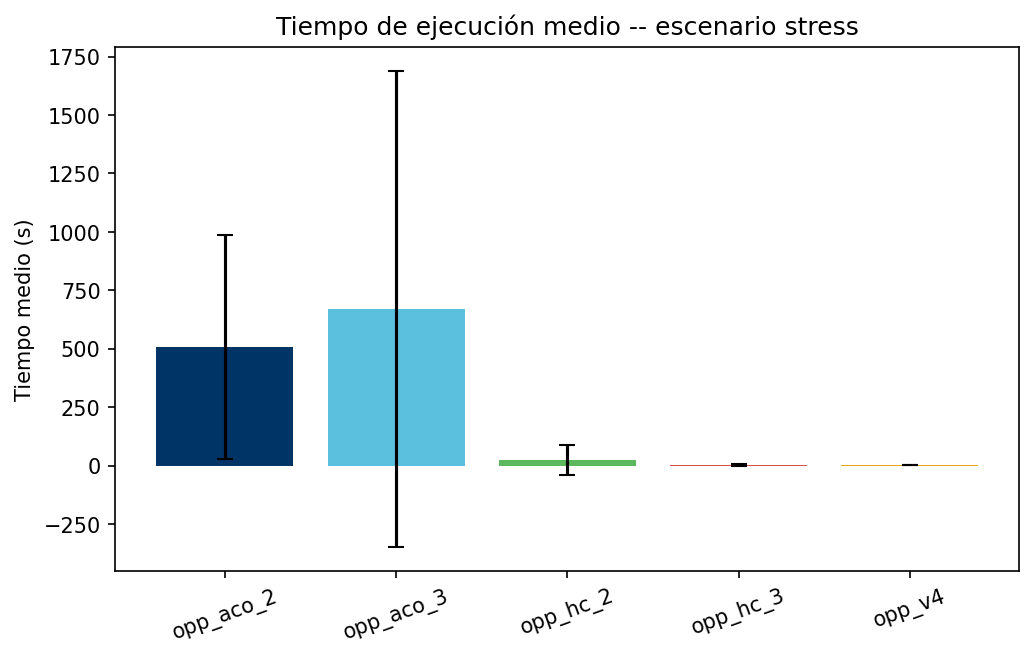 Tiempo de ejecución medio -- escenario stress
Tiempo medio (s)
1750
1500
1250
1000
750
500
250
0
−250
opp_aco_2
opp_aco_3
opp_hc_2
opp_hc_3
opp_v4